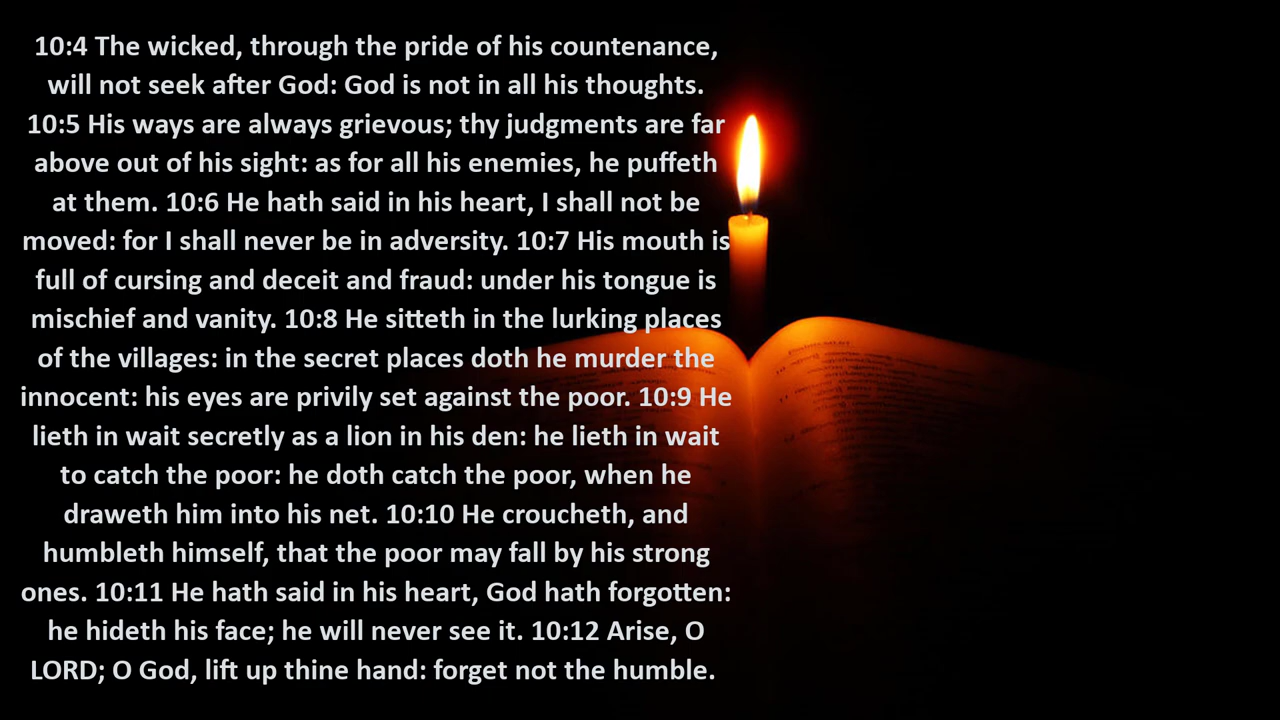 10:4 The wicked, through the pride of his countenance,
will not seek after God: God is not in all his thoughts.
10:5 His ways are always grievous; thy judgments are far
above out of his sight: as for all his enemies, he puffeth
at them. 10:6 He hath said in his heart, I shall not be
moved: for I shall never be in adversity. 10:7 His mouth is
full of cursing and deceit and fraud: under his tongue is
mischief and vanity. 10:8 He sitteth in the lurking places
of the villages: in the secret places doth he murder the
innocent: his eyes are privily set against the poor. 10:9 He
lieth in wait secretly as a lion in his den: he lieth in wait
to catch the poor: he doth catch the poor, when he
draweth him into his net. 10:10 He croucheth, and
humbleth himself, that the poor may fall by his strong
ones. 10:11 He hath said in his heart, God hath forgotten:
he hideth his face; he will never see it. 10:12 Arise, O
LORD; O God, lift up thine hand: forget not the humble.